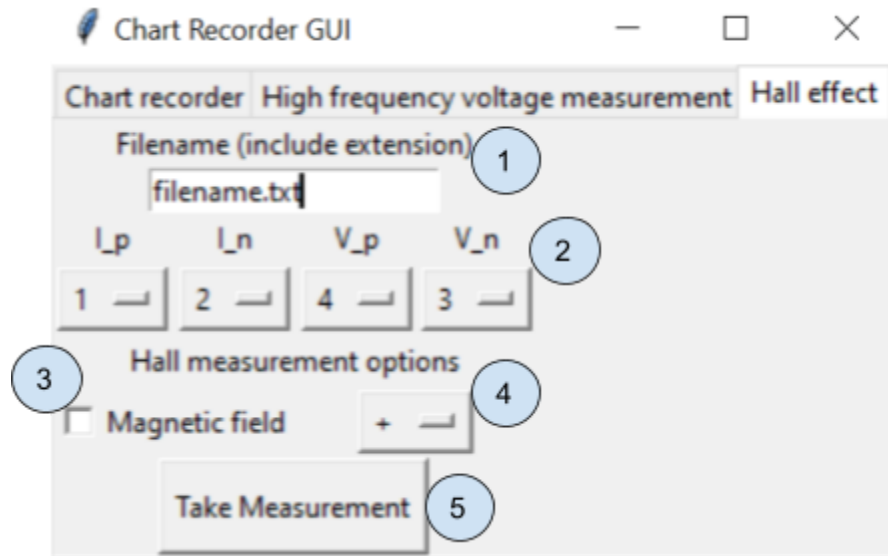 Chart Recorder GUI
Chart recorder High frequency voltage measurement Hall effect
Filename (include extension) 1
filename.txt
I_p I_n V_p V_n 2
1 2 4 3
Hall measurement options
3 4
Magnetic field +
Take Measurement 5